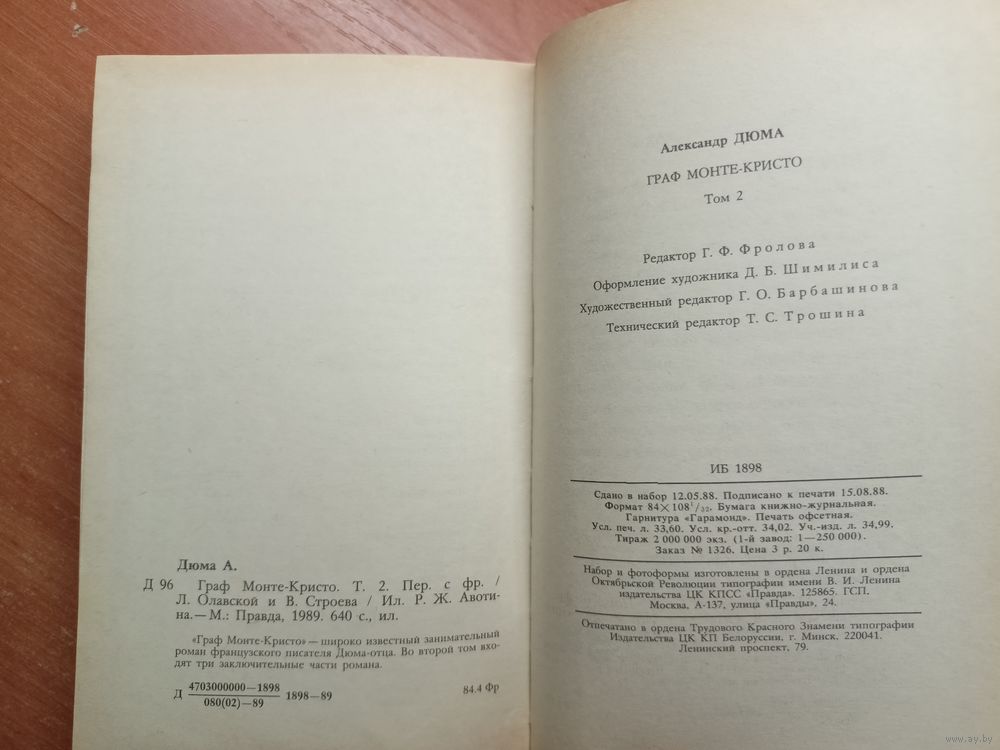 Дюма А.
Д 96 Граф Монте-Кристо. Т. 2. Пер. с фр. /
Л. Олавской и В. Строева / Ил. Р. Ж. Авоти-
на.— М.: Правда, 1989. 640 с., ил.
«Граф Монте-Кристо» — широко известный занимательный
роман французского писателя Дюма-отца. Во второй том вхо-
дят три заключительные части романа.
Д 4703000000—1898
080(02)—89
1898—89
84.4 Фр
Александр ДЮМА
ГРАФ МОНТЕ-КРИСТО
Том 2
Редактор Г. Ф. Фролова
Оформление художника Д. Б. Шимилиса
Художественный редактор Г. О. Барбашинова
Технический редактор Т. С. Трошина
ИБ 1898
Сдано в набор 12.05.88. Подписано к печати 15.08.88.
Формат 84×108¹/₃₂. Бумага книжно-журнальная.
Гарнитура «Гарамонд». Печать офсетная.
Усл. печ. л. 33,60. Усл. кр.-отт. 34,02. Уч.-изд. л. 34,99.
Тираж 2 000 000 экз. (1-й завод: 1—250 000).
Заказ № 1326. Цена 3 р. 20 к.
Набор и фотоформы изготовлены в ордена Ленина и ордена
Октябрьской Революции типографии имени В. И. Ленина
издательства ЦК КПСС «Правда». 125865. ГСП.
Москва, А-137, улица «Правды», 24.
Отпечатано в ордена Трудового Красного Знамени типографии
Издательства ЦК КП Белоруссии, г. Минск, 220041.
Ленинский проспект, 79.
www.ay.by